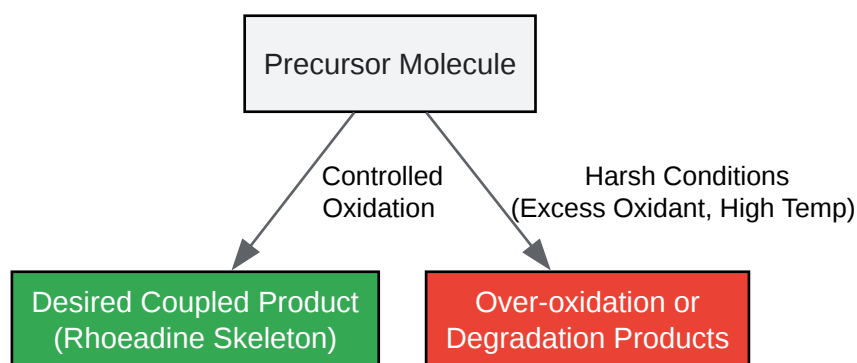 Precursor Molecule
Controlled
Oxidation
Harsh Conditions
(Excess Oxidant, High Temp)
Desired Coupled Product
(Rhoeadine Skeleton)
Over-oxidation or
Degradation Products